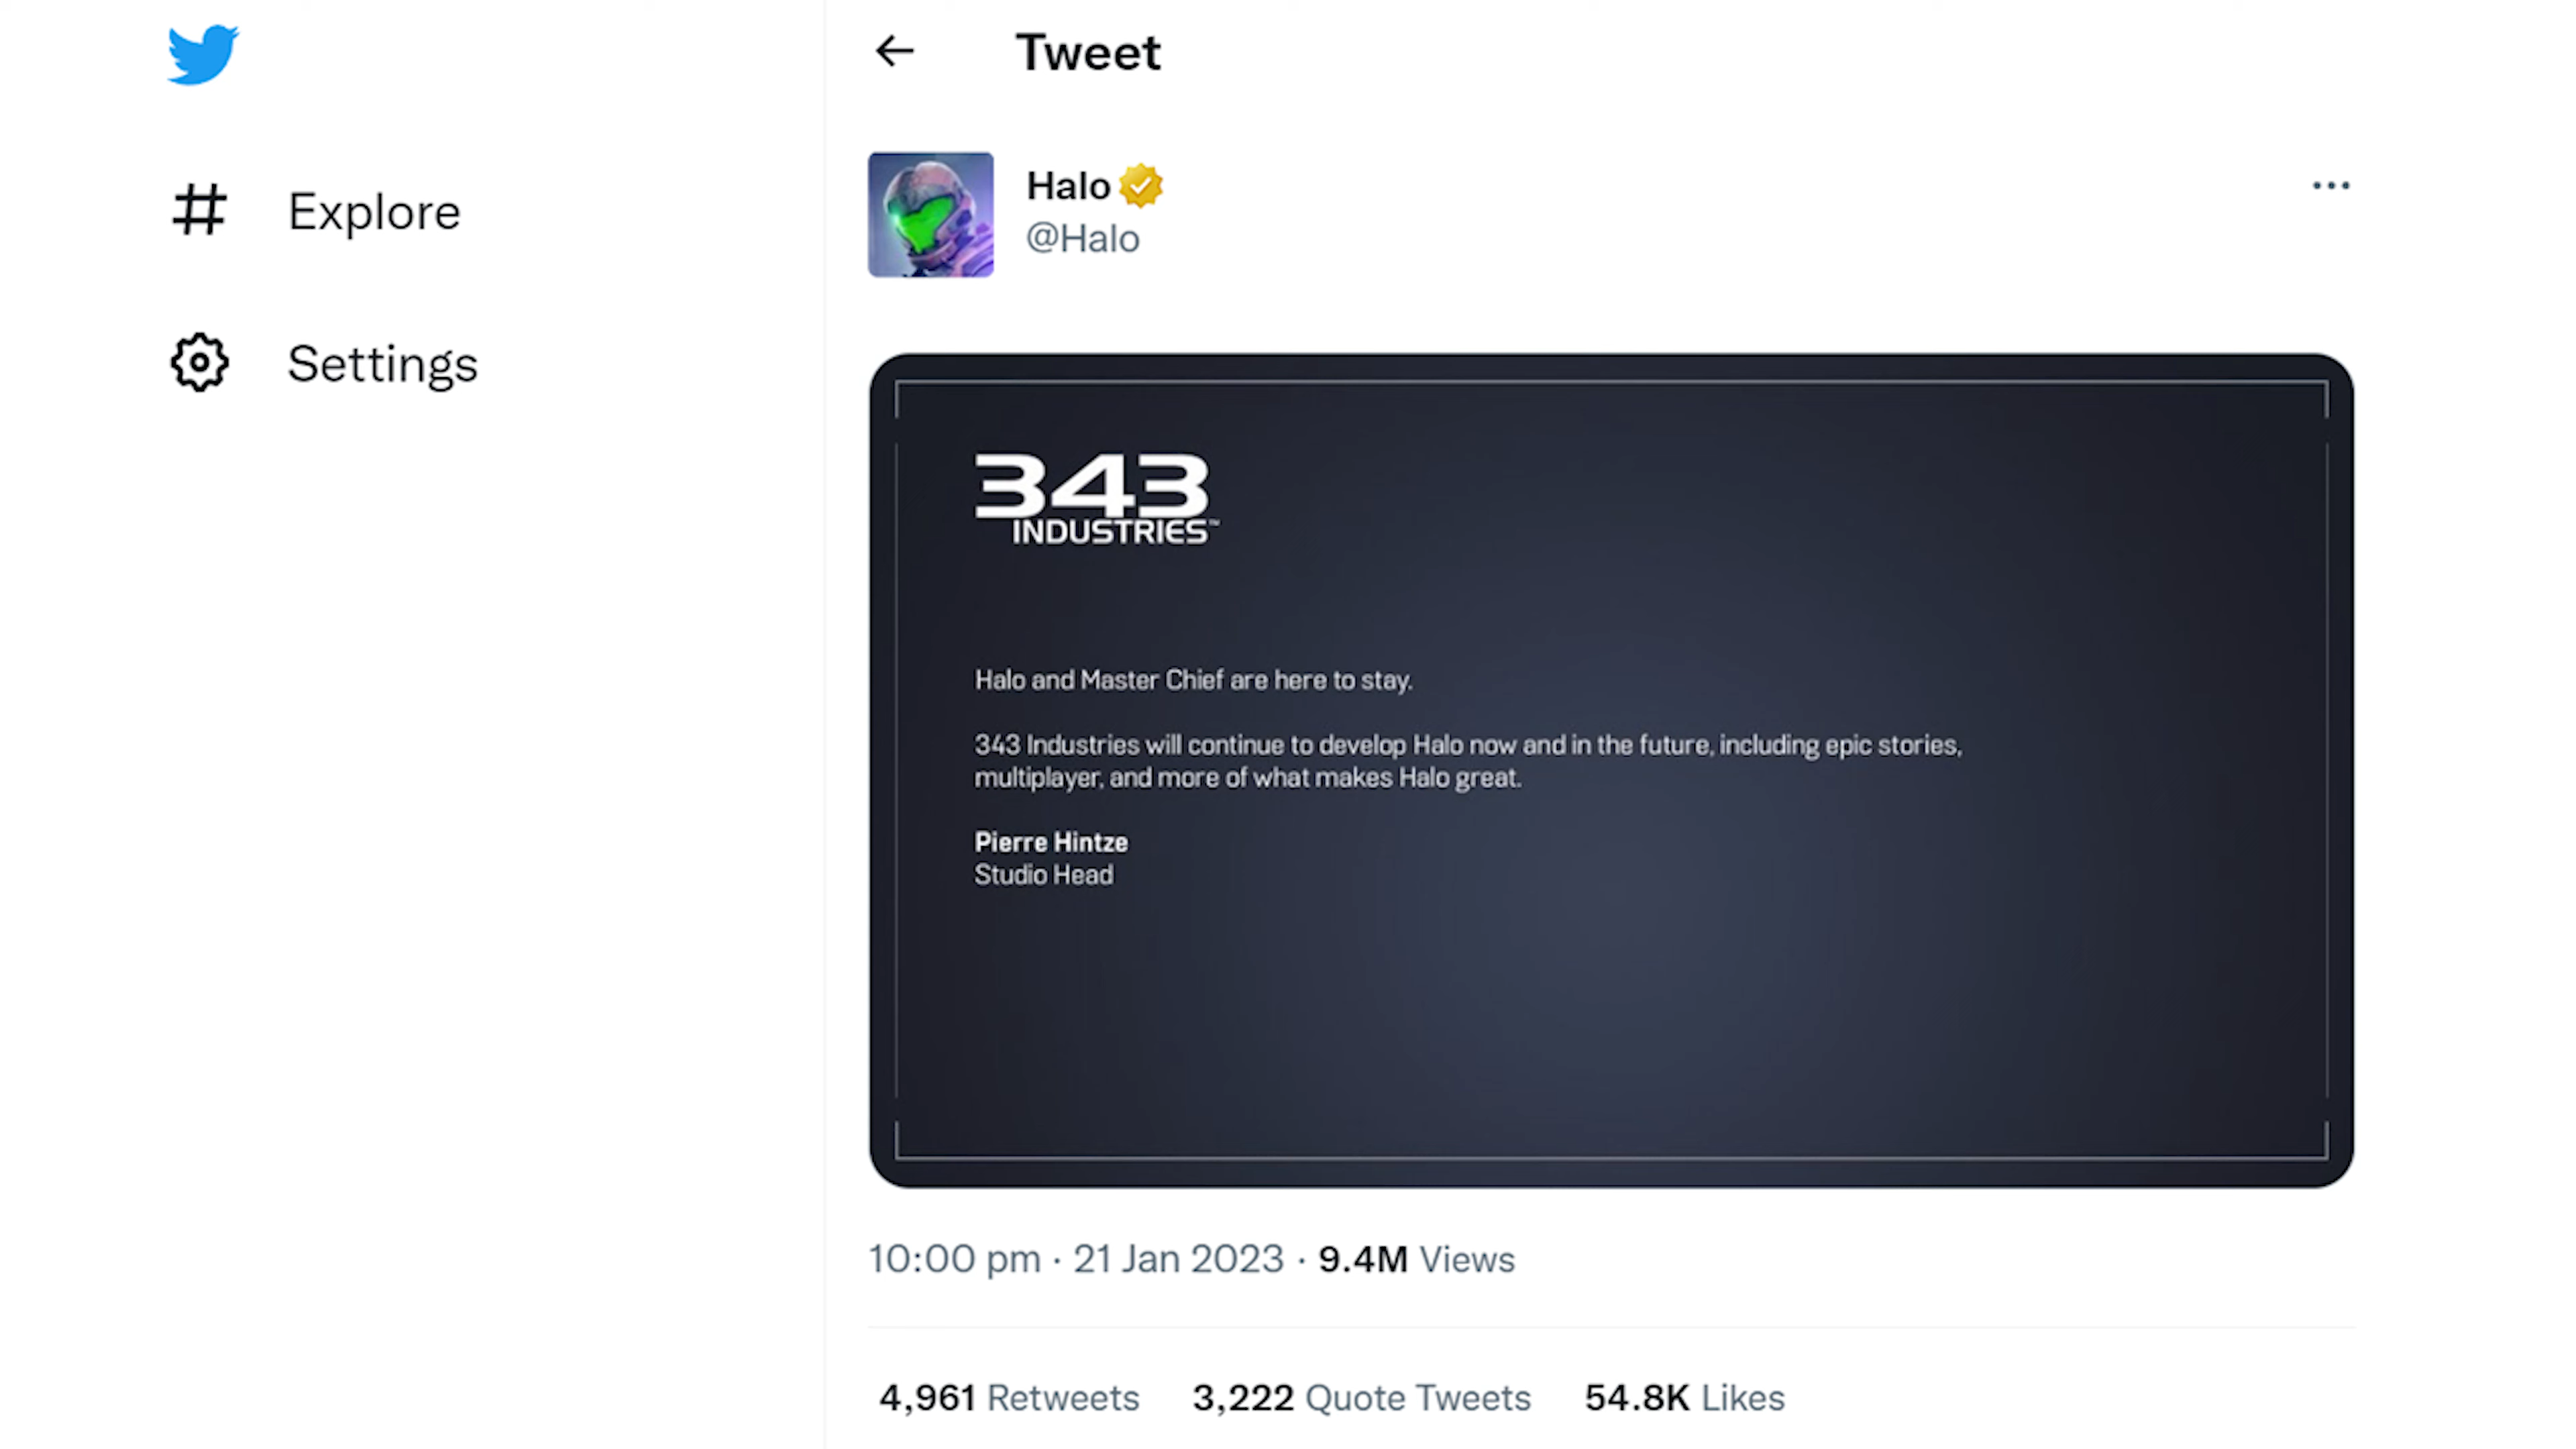 Tweet
Explore
Settings
Halo
@Halo
343
INDUSTRIES™
Halo and Master Chief are here to stay.
343 Industries will continue to develop Halo now and in the future, including epic stories,
multiplayer, and more of what makes Halo great.
Pierre Hintze
Studio Head
10:00 pm · 21 Jan 2023 · 9.4M Views
4,961 Retweets 3,222 Quote Tweets 54.8K Likes